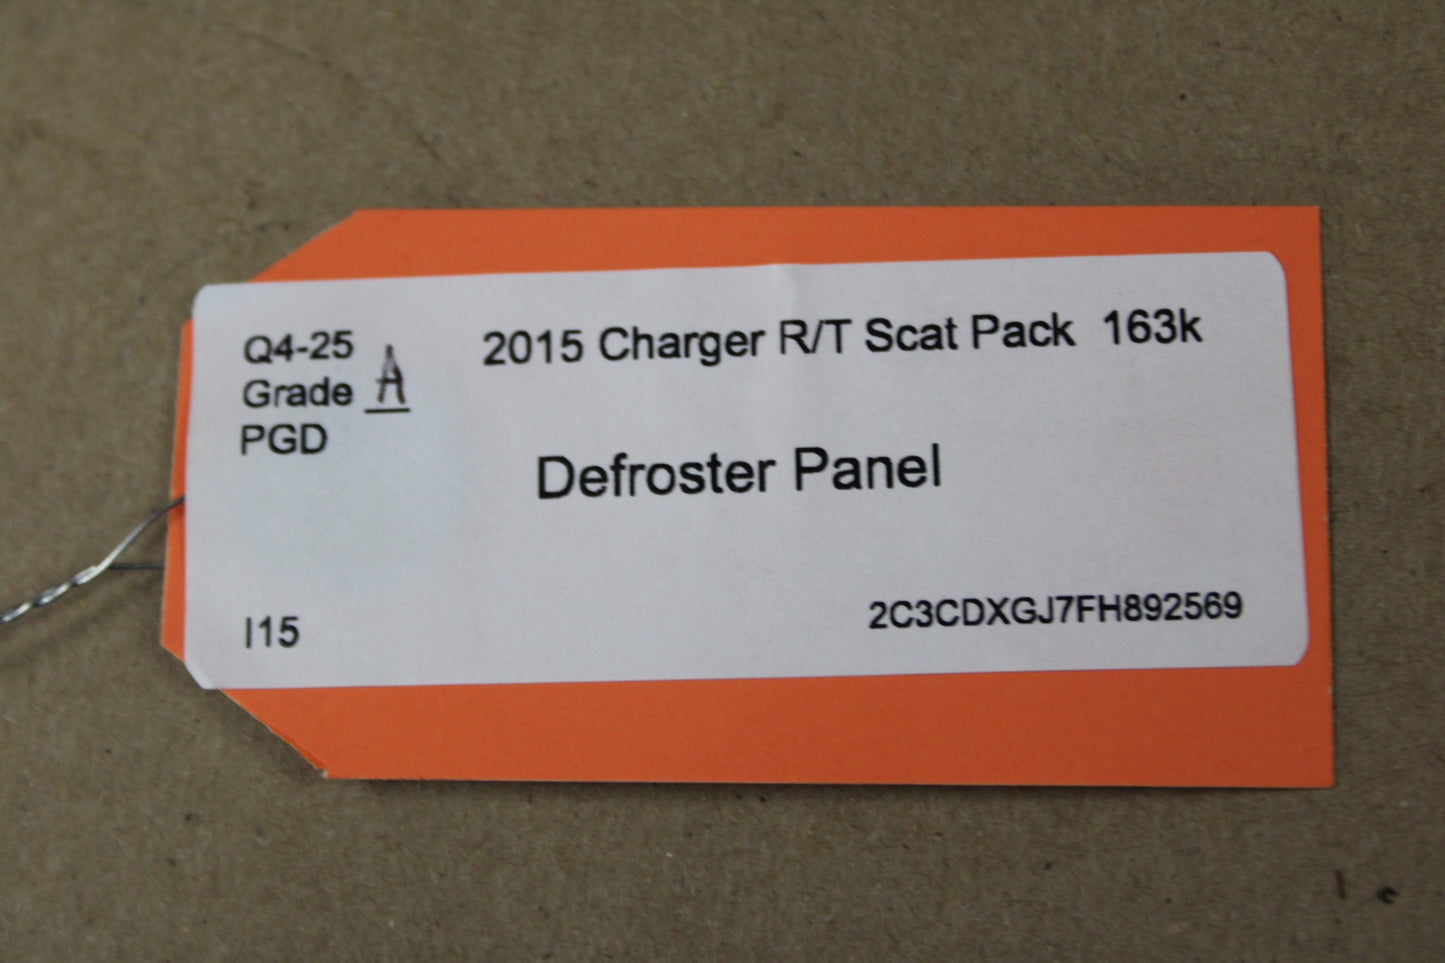 Q4-25
Grade A
PGD
2015 Charger R/T Scat Pack 163k
Defroster Panel
I15
2C3CDXGJ7FH892569